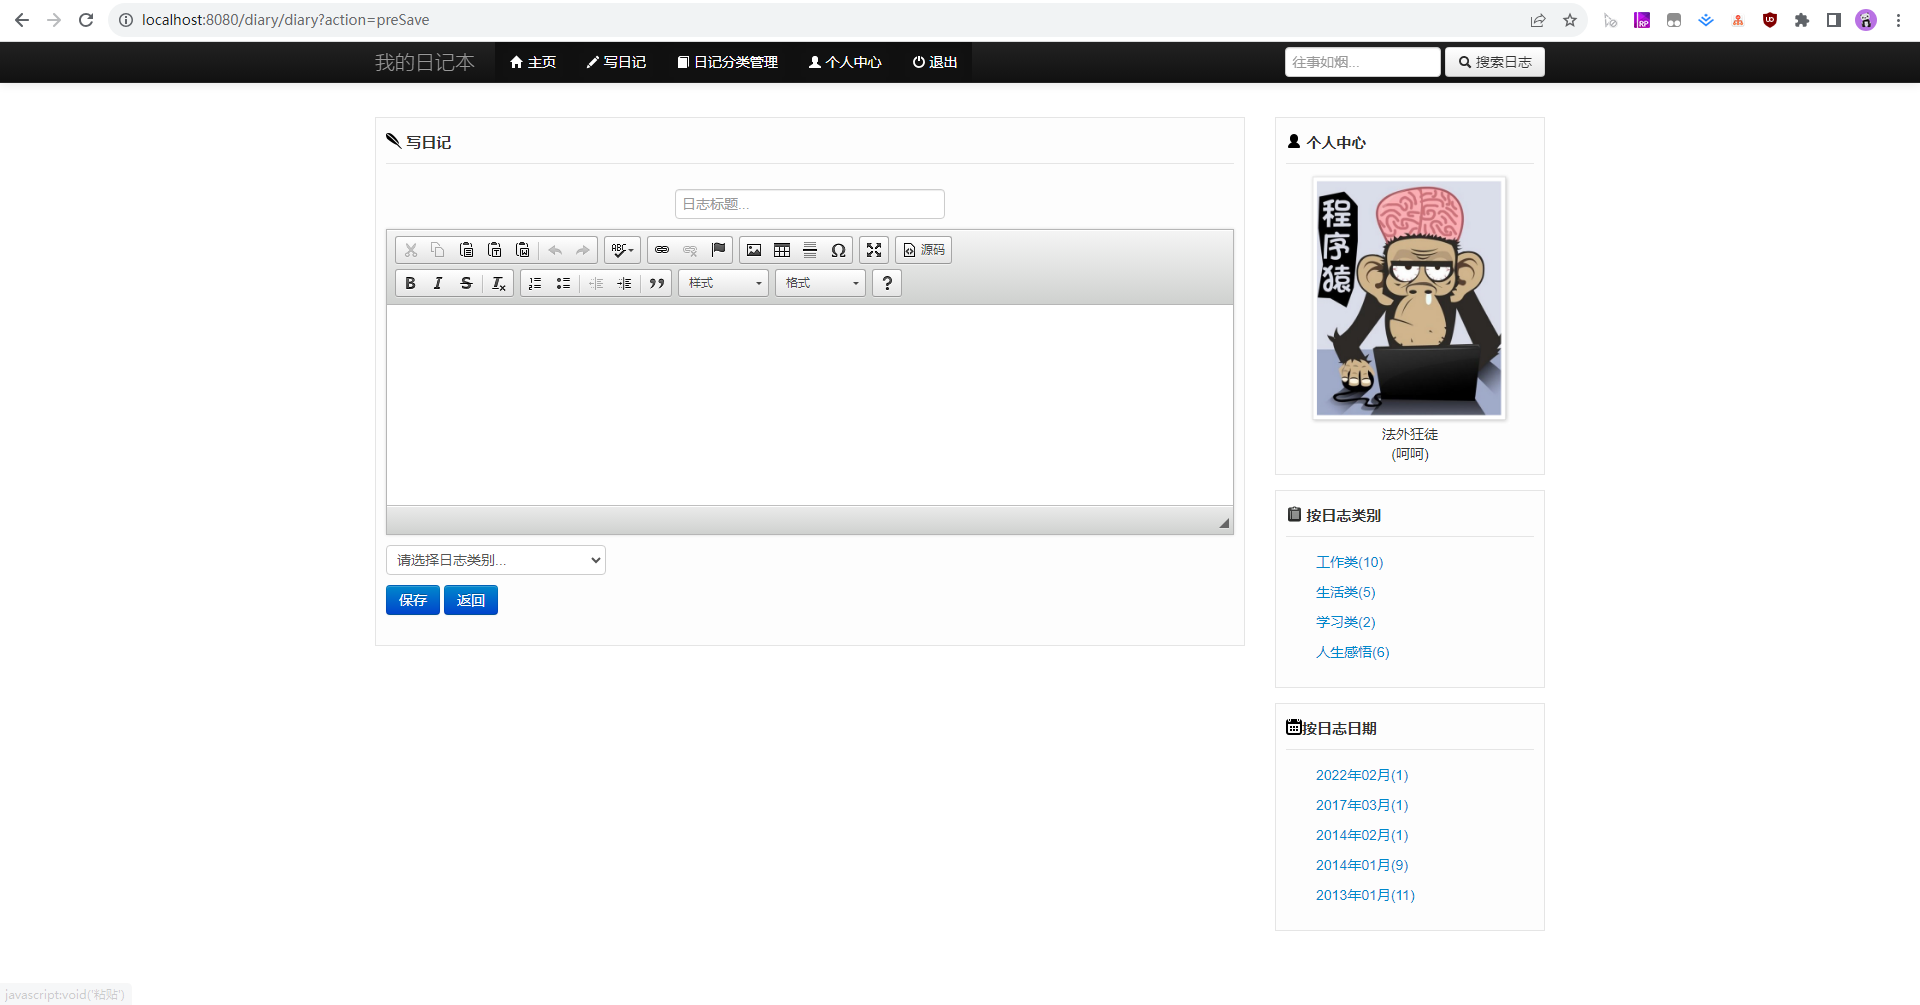 localhost:8080/diary/diary?action=preSave
我的日记本 主页 写日记 日记分类管理 个人中心 退出 往事如烟... 搜索日志
写日记
日志标题...
ABC Ω 源码
B I S Ix 样式 格式 ?
请选择日志类别...
保存 返回
个人中心
程序猿
法外狂徒
(呵呵)
按日志类别
工作类(10)
生活类(5)
学习类(2)
人生感悟(6)
按日志日期
2022年02月(1)
2017年03月(1)
2014年02月(1)
2014年01月(9)
2013年01月(11)
javascript:void('粘贴')